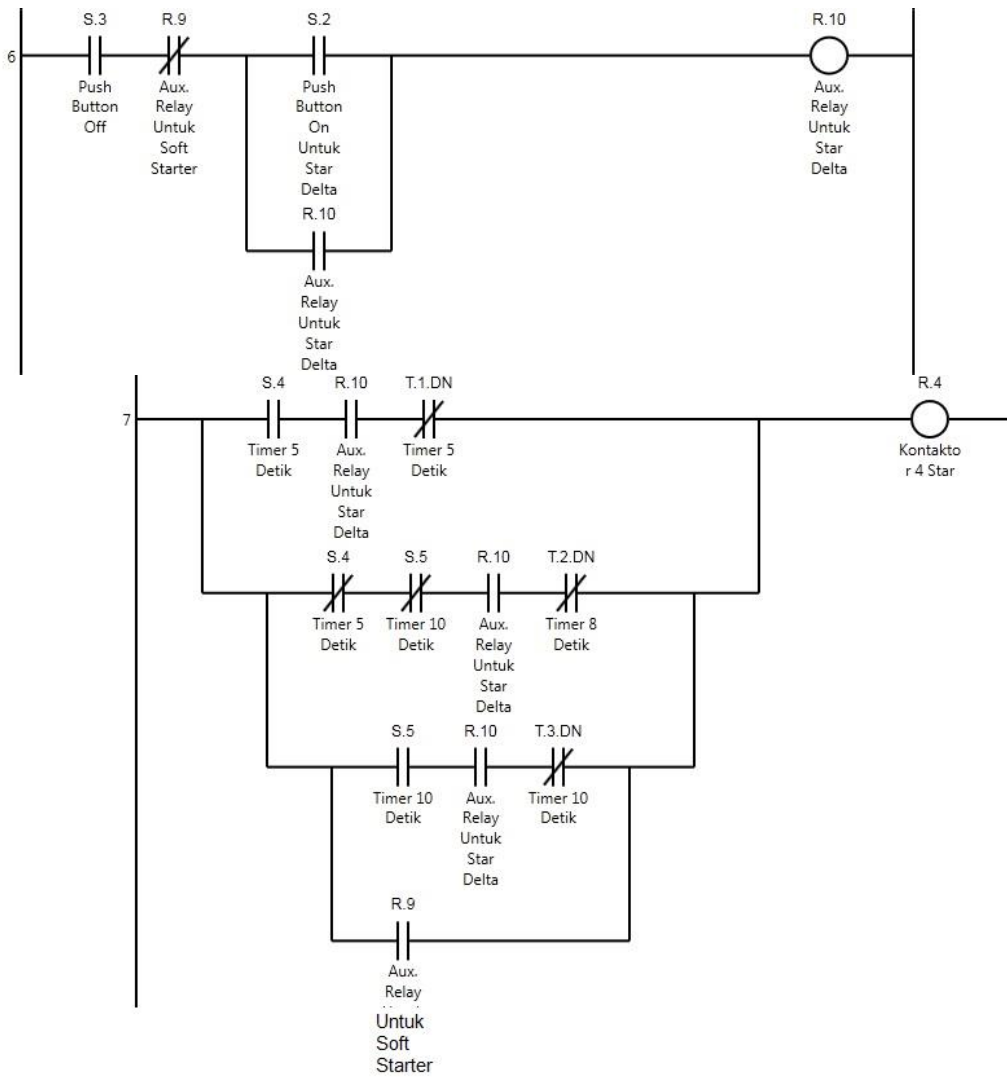 S.3 R.9 S.2 R.10
6
Push
Button
Off
Aux.
Relay
Untuk
Soft
Starter
Push
Button
On
Untuk
Star
Delta
Aux.
Relay
Untuk
Star
Delta
R.10
Aux.
Relay
Untuk
Star
Delta
S.4 R.10 T.1.DN R.4
7
Timer 5
Detik
Aux.
Relay
Untuk
Star
Delta
Timer 5
Detik
Kontakto
r 4 Star
S.4 S.5 R.10 T.2.DN
Timer 5
Detik
Timer 10
Detik
Aux.
Relay
Untuk
Star
Delta
Timer 8
Detik
S.5 R.10 T.3.DN
Timer 10
Detik
Aux.
Relay
Untuk
Star
Delta
Timer 10
Detik
R.9
Aux.
Relay
Untuk
Soft
Starter